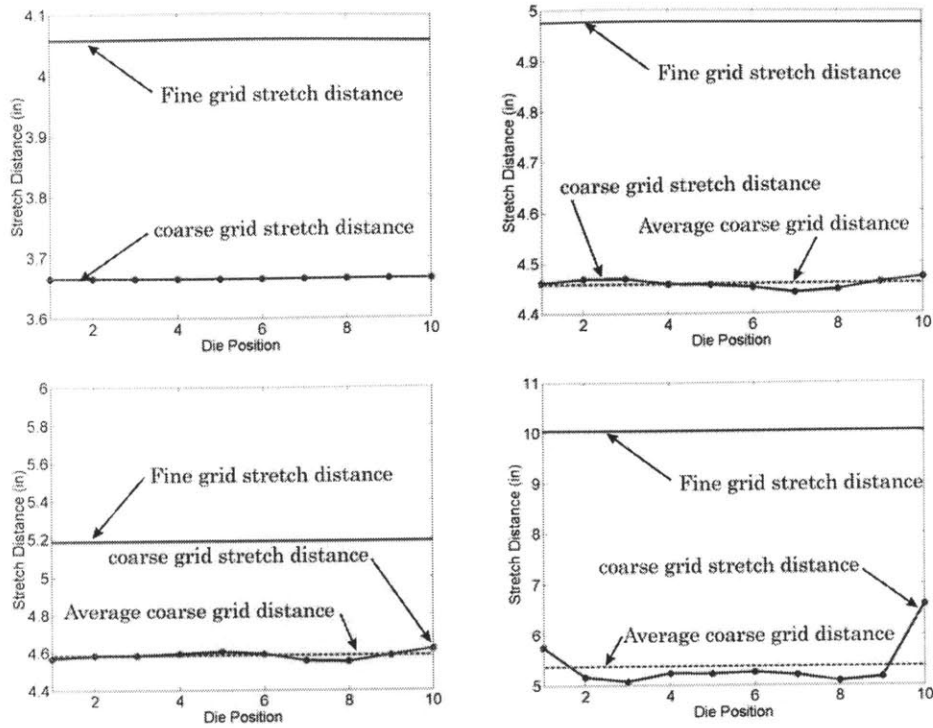 4.1
4
3.9
3.8
3.7
3.6
Stretch Distance (in)
Fine grid stretch distance
coarse grid stretch distance
2 4 6 8 10
Die Position
5
4.9
4.8
4.7
4.6
4.5
4.4
Stretch Distance (in)
Fine grid stretch distance
coarse grid stretch distance
Average coarse grid distance
2 4 6 8 10
Die Position
6
5.8
5.6
5.4
5.2
5
4.8
4.6
4.4
Stretch Distance (in)
Fine grid stretch distance
coarse grid stretch distance
Average coarse grid distance
2 4 6 8 10
Die Position
11
10
9
8
7
6
5
Stretch Distance (in)
Fine grid stretch distance
coarse grid stretch distance
Average coarse grid distance
2 4 6 8 10
Die Position